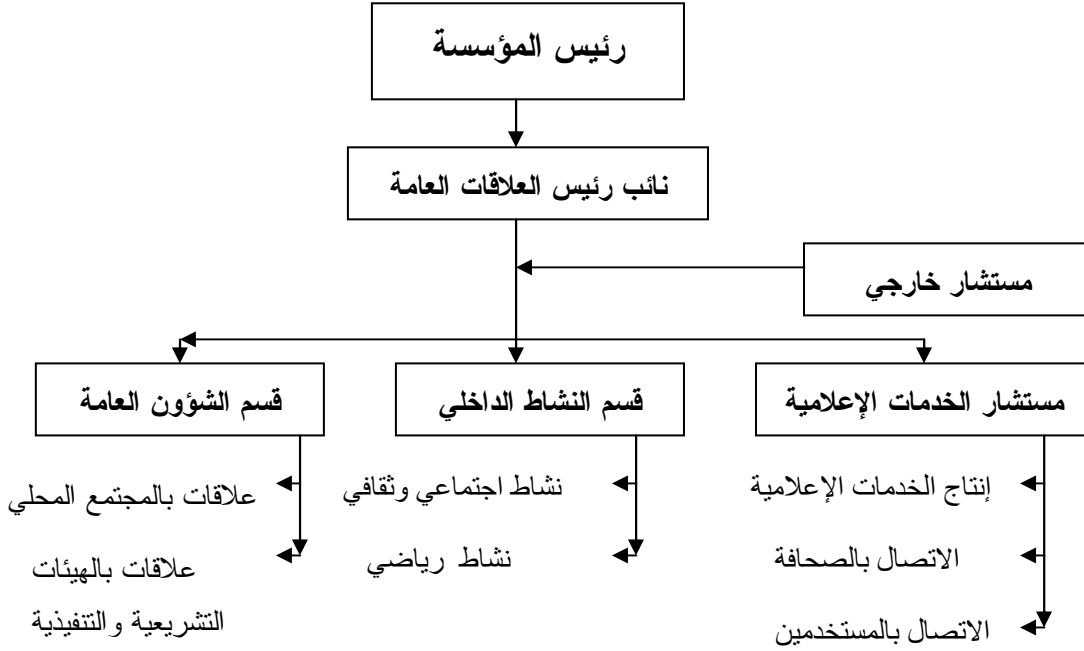 رئيس المؤسسة
نائب رئيس العلاقات العامة
مستشار خارجي
مستشار الخدمات الإعلامية
قسم النشاط الداخلي
قسم الشؤون العامة
إنتاج الخدمات الإعلامية
نشاط اجتماعي وثقافي
علاقات بالمجتمع المحلي
الاتصال بالصحافة
نشاط رياضي
علاقات بالهيئات
التشريعية والتنفيذية
الاتصال بالمستخدمين